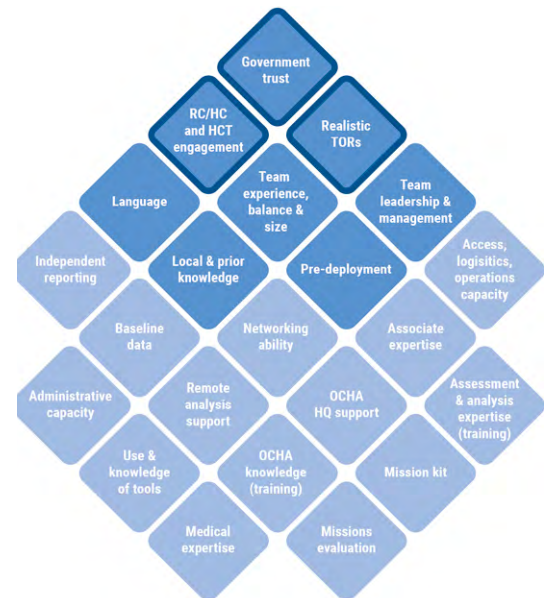 Government
trust
RC/HC
and HCT
engagement
Realistic
TORs
Language
Team
experience,
balance &
size
Team
leadership &
management
Independent
reporting
Local & prior
knowledge
Pre-deployment
Access,
logisitics,
operations
capacity
Baseline
data
Networking
ability
Associate
expertise
Administrative
capacity
Remote
analysis
support
OCHA
HQ support
Assessment
& analysis
expertise
(training)
Use &
knowledge
of tools
OCHA
knowledge
(training)
Mission kit
Medical
expertise
Missions
evaluation